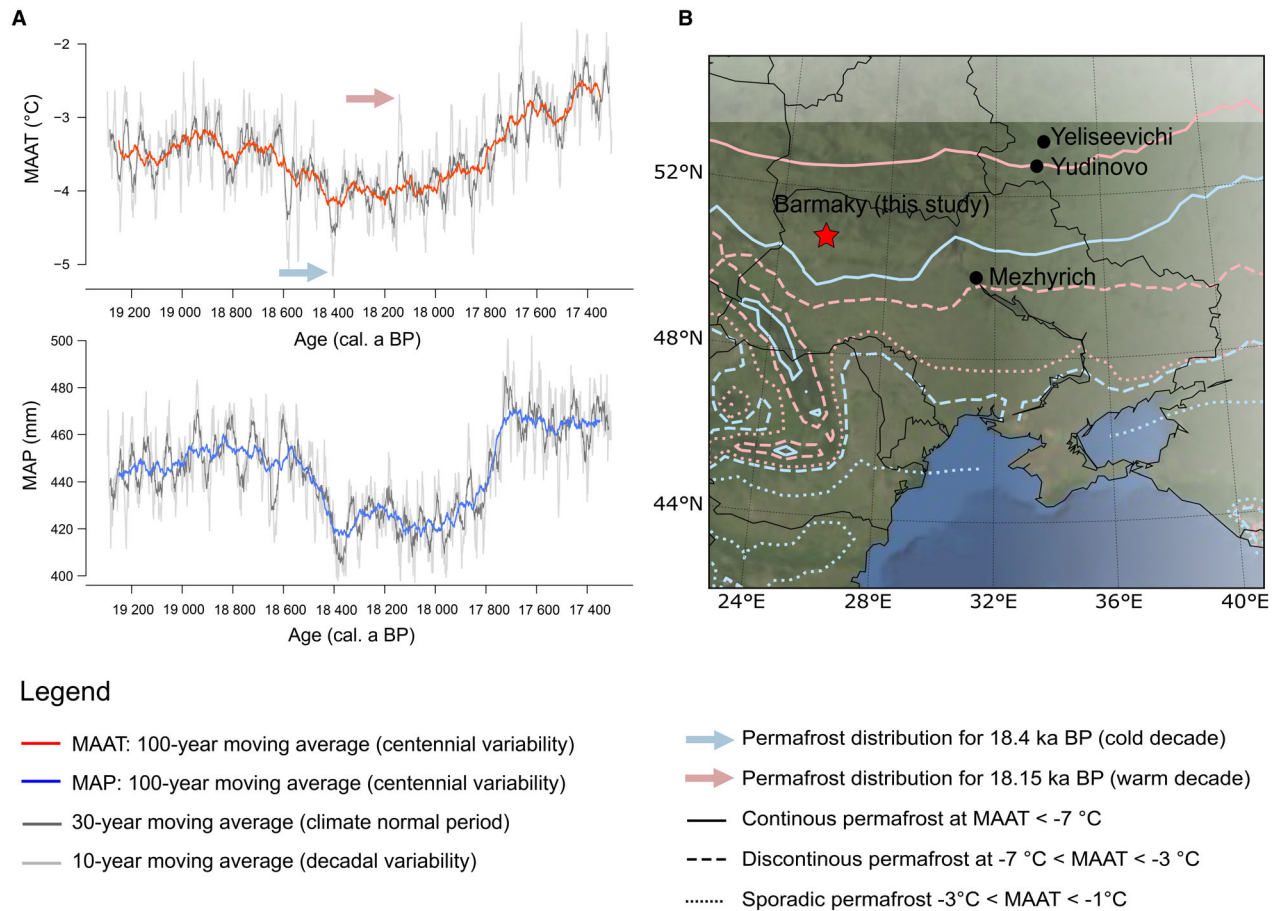 A
MAAT (°C)
−2
−3
−4
−5
19 200 19 000 18 800 18 600 18 400 18 200 18 000 17 800 17 600 17 400
Age (cal. a BP)
MAP (mm)
500
480
460
440
420
400
19 200 19 000 18 800 18 600 18 400 18 200 18 000 17 800 17 600 17 400
Age (cal. a BP)
B
52°N
48°N
44°N
Yeliseevichi
Yudinovo
Barmaky (this study)
Mezhyrich
24°E 28°E 32°E 36°E 40°E
Legend
MAAT: 100-year moving average (centennial variability)
MAP: 100-year moving average (centennial variability)
30-year moving average (climate normal period)
10-year moving average (decadal variability)
Permafrost distribution for 18.4 ka BP (cold decade)
Permafrost distribution for 18.15 ka BP (warm decade)
Continous permafrost at MAAT < -7 °C
Discontinous permafrost at -7 °C < MAAT < -3 °C
Sporadic permafrost -3°C < MAAT < -1°C